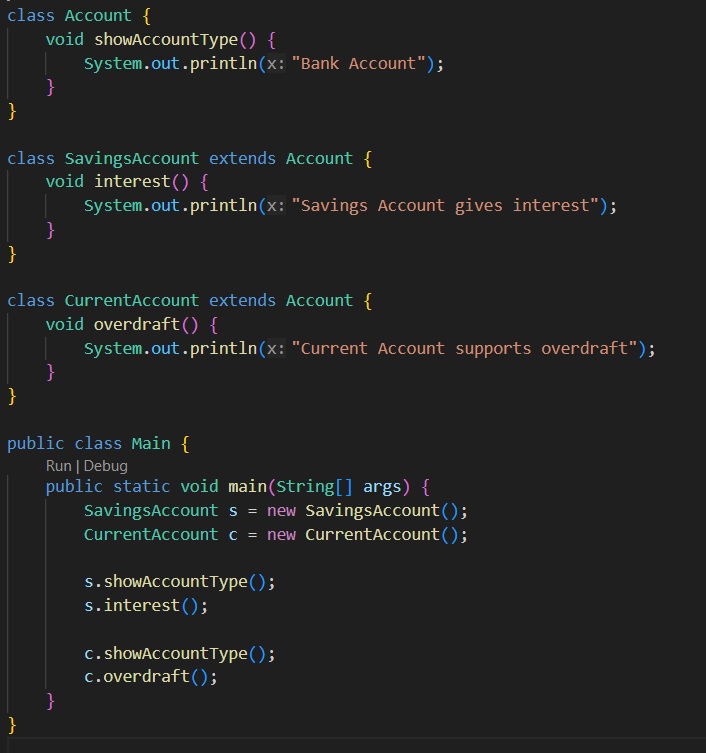 class Account {
    void showAccountType() {
        System.out.println(x: "Bank Account");
    }
}

class SavingsAccount extends Account {
    void interest() {
        System.out.println(x: "Savings Account gives interest");
    }
}

class CurrentAccount extends Account {
    void overdraft() {
        System.out.println(x: "Current Account supports overdraft");
    }
}

public class Main {
    Run | Debug
    public static void main(String[] args) {
        SavingsAccount s = new SavingsAccount();
        CurrentAccount c = new CurrentAccount();

        s.showAccountType();
        s.interest();

        c.showAccountType();
        c.overdraft();
    }
}